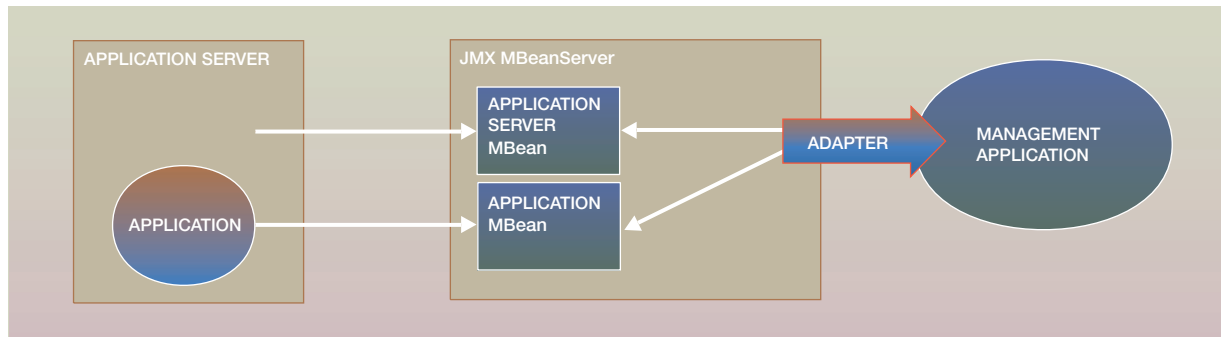 APPLICATION SERVER
APPLICATION
JMX MBeanServer
APPLICATION
SERVER
MBean
APPLICATION
MBean
ADAPTER
MANAGEMENT
APPLICATION